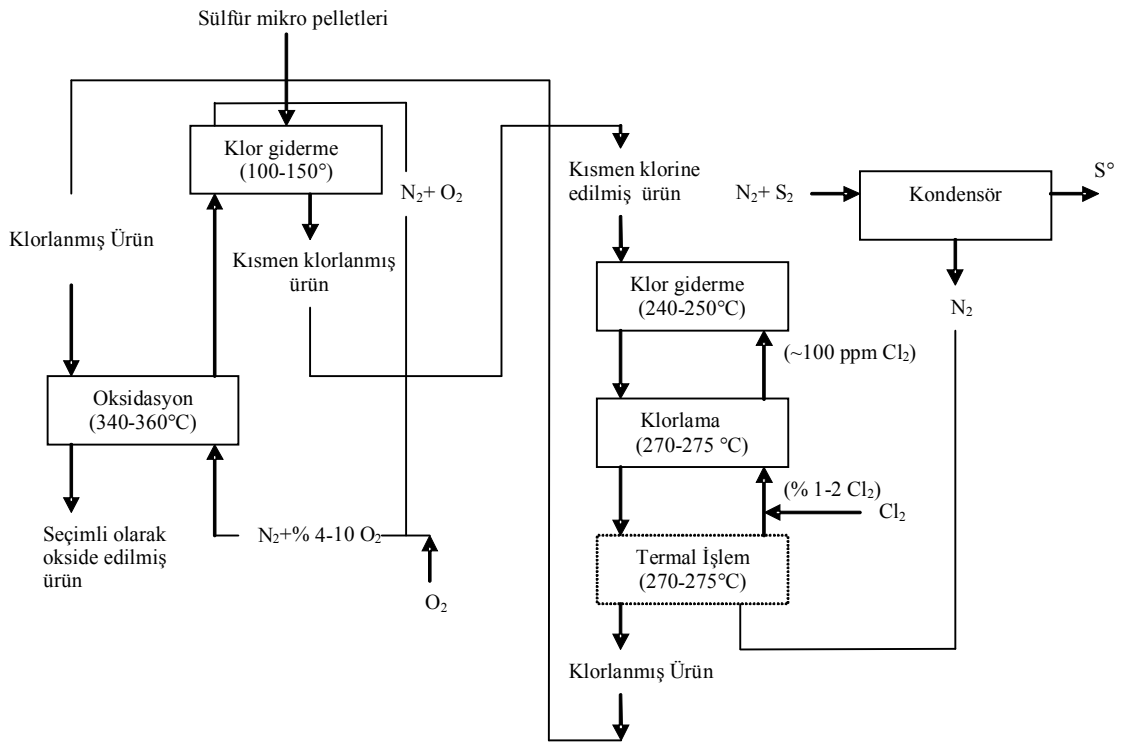 Sülfür mikro pelletleri
Klor giderme
(100-150°)
N₂+ O₂
Klorlanmış Ürün
Kısmen klorlanmış
ürün
Oksidasyon
(340-360°C)
Seçimli olarak
okside edilmiş
ürün
N₂+% 4-10 O₂
O₂
Kısmen klorine
edilmiş ürün
Klor giderme
(240-250°C)
(~100 ppm Cl₂)
Klorlama
(270-275 °C)
(% 1-2 Cl₂)
Cl₂
Termal İşlem
(270-275°C)
Klorlanmış Ürün
N₂+ S₂
Kondensör
S°
N₂